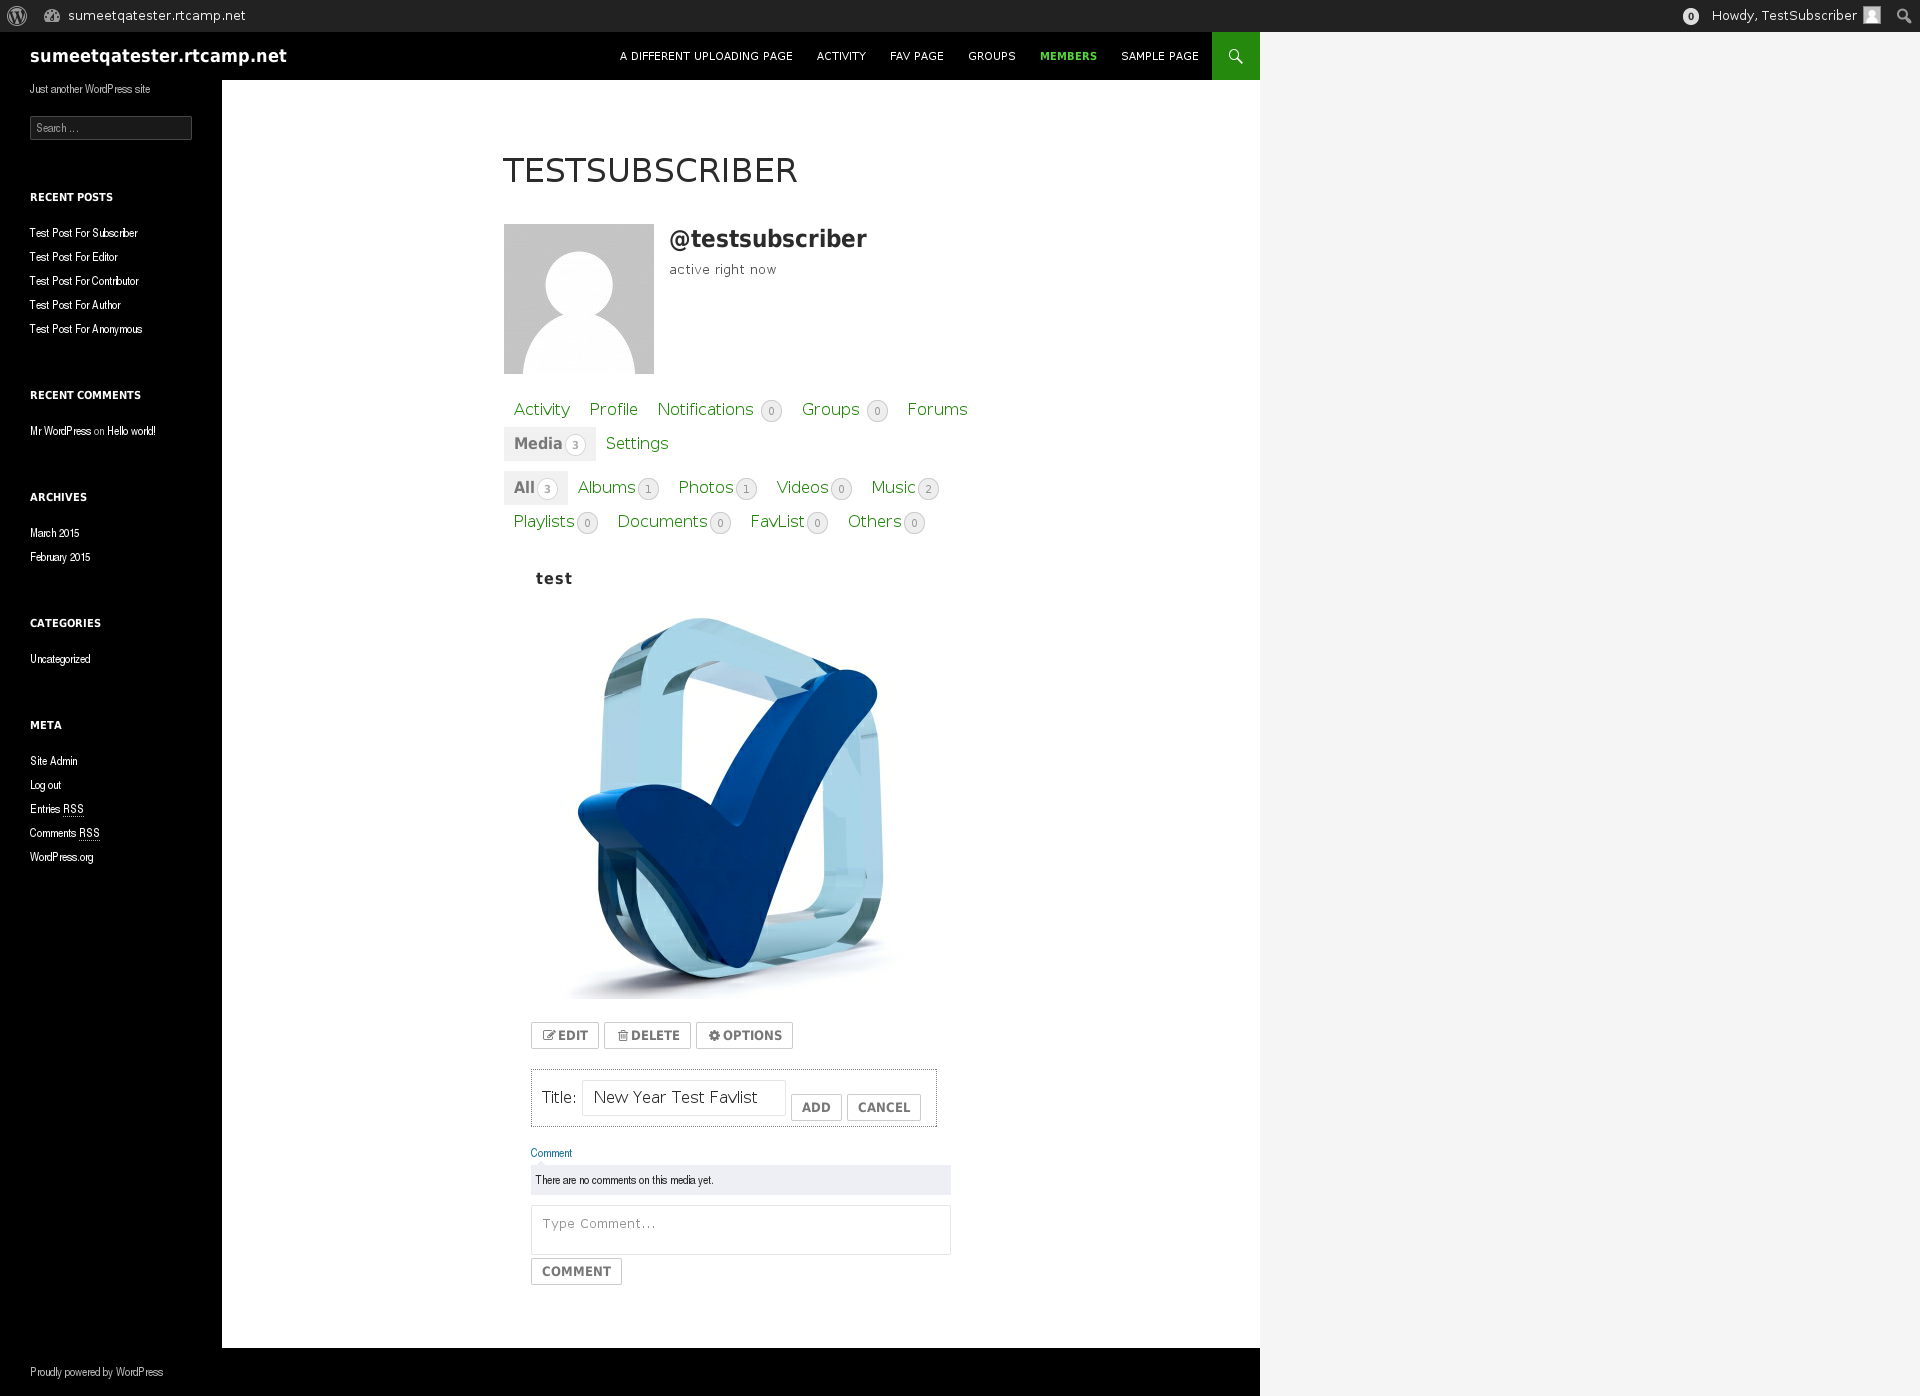 sumeetqatester.rtcamp.net
0 Howdy, TestSubscriber
sumeetqatester.rtcamp.net
A DIFFERENT UPLOADING PAGE ACTIVITY FAV PAGE GROUPS MEMBERS SAMPLE PAGE
Just another WordPress site
Search ...
RECENT POSTS
Test Post For Subscriber
Test Post For Editor
Test Post For Contributor
Test Post For Author
Test Post For Anonymous
RECENT COMMENTS
Mr WordPress on Hello world!
ARCHIVES
March 2015
February 2015
CATEGORIES
Uncategorized
META
Site Admin
Log out
Entries RSS
Comments RSS
WordPress.org
TESTSUBSCRIBER
@testsubscriber
active right now
Activity Profile Notifications 0 Groups 0 Forums
Media 3 Settings
All 3 Albums 1 Photos 1 Videos 0 Music 2
Playlists 0 Documents 0 FavList 0 Others 0
test
EDIT DELETE OPTIONS
Title: New Year Test Favlist ADD CANCEL
Comment
There are no comments on this media yet.
Type Comment...
COMMENT
Proudly powered by WordPress